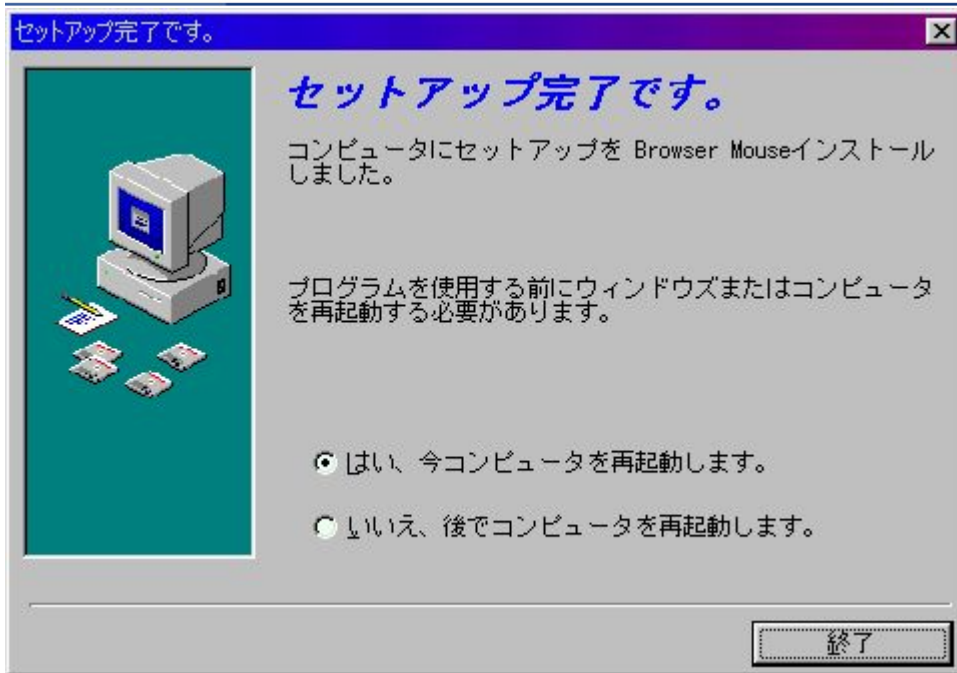 セットアップ完了です。
セットアップ完了です。
コンピュータにセットアップを Browser Mouseインストール
しました。
プログラムを使用する前にウィンドウズまたはコンピュータ
を再起動する必要があります。
はい、今コンピュータを再起動します。
いいえ、後でコンピュータを再起動します。
終了